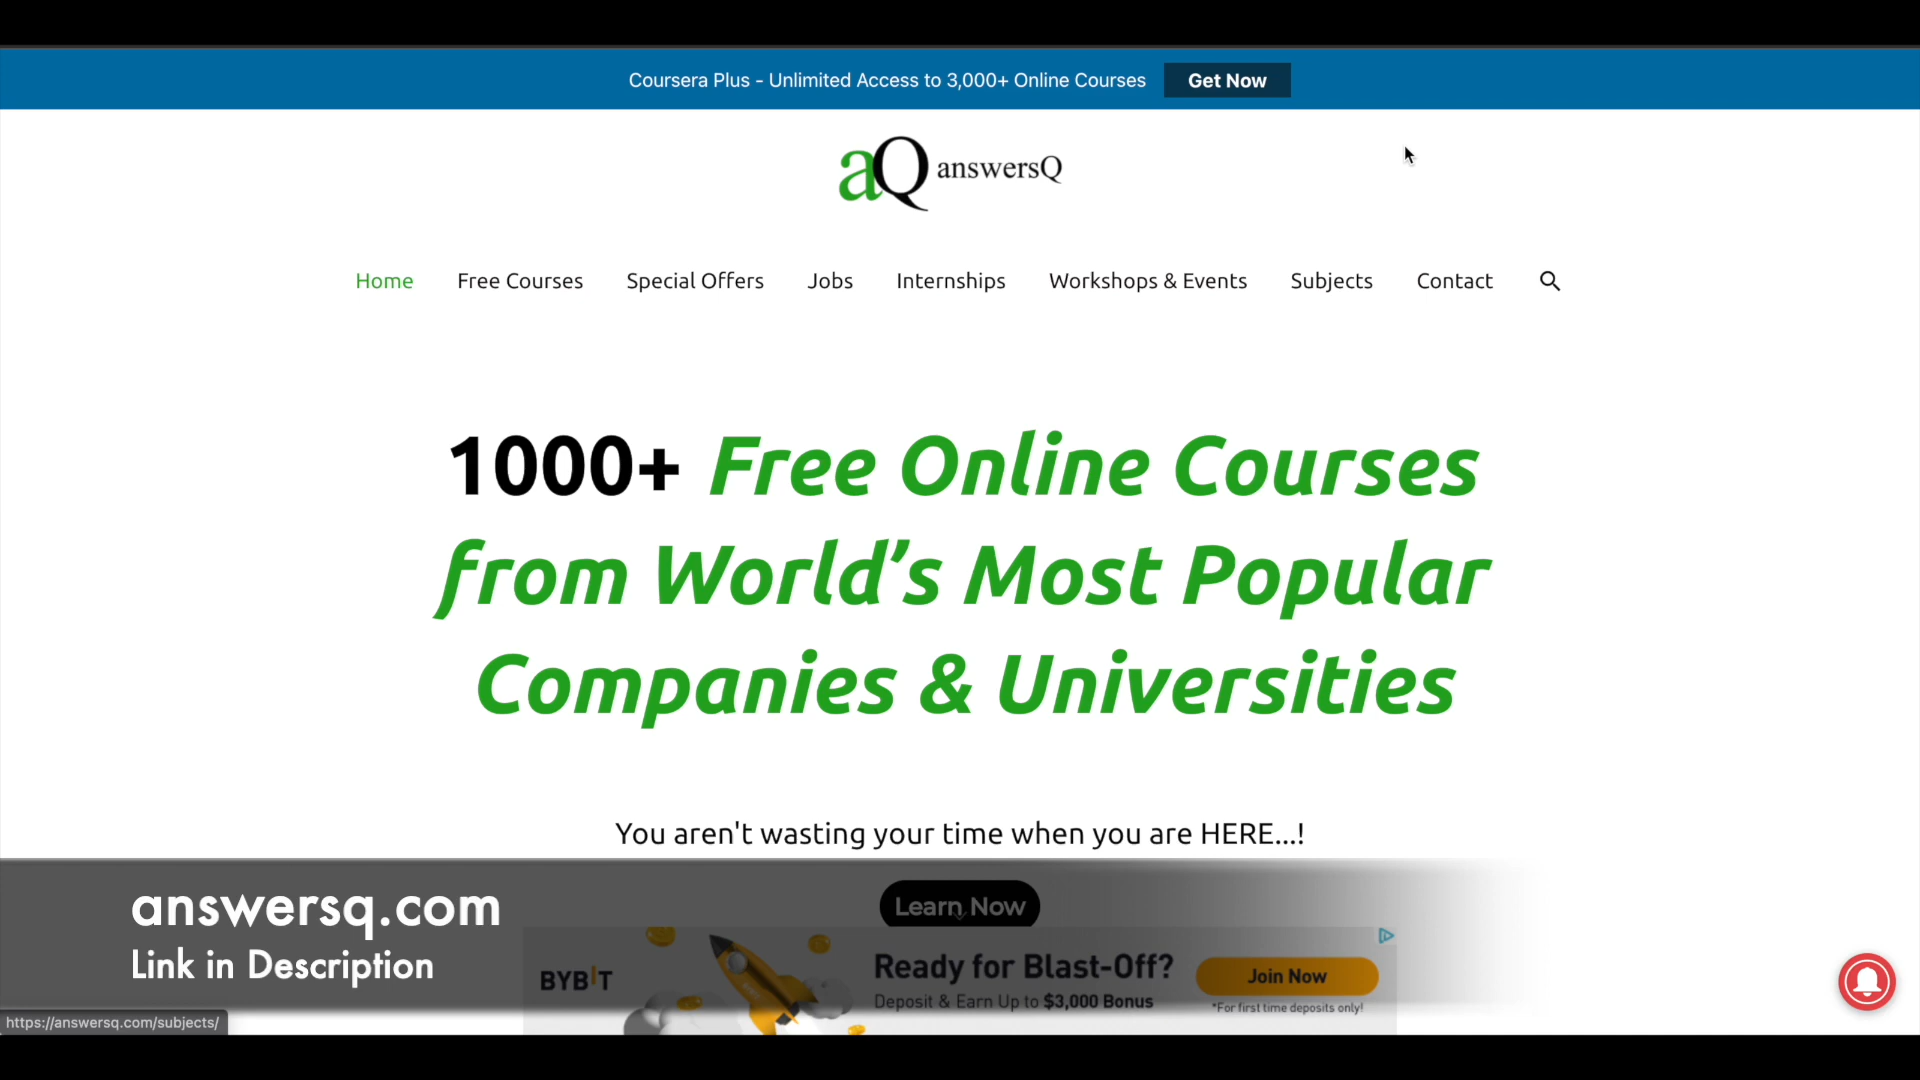 Coursera Plus - Unlimited Access to 3,000+ Online Courses Get Now
aQ answersQ
Home Free Courses Special Offers Jobs Internships Workshops & Events Subjects Contact
1000+ Free Online Courses
from World's Most Popular
Companies & Universities
You aren't wasting your time when you are HERE...!
Learn Now
answersq.com
Link in Description
BYBIT
Ready for Blast-Off?
Deposit & Earn Up to $3,000 Bonus
Join Now
*For first time deposits only!
https://answersq.com/subjects/